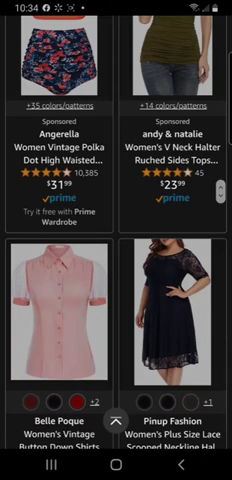 10:34
+35 colors/patterns
+14 colors/patterns
Sponsored
Angerella
Women Vintage Polka
Dot High Waisted...
10,385
$31.99
prime
Try it free with Prime
Wardrobe
Sponsored
andy & natalie
Women's V Neck Halter
Ruched Sides Tops...
45
$23.99
prime
+2
Belle Poque
Women's Vintage
Button Down Shirts
+1
Pinup Fashion
Women's Plus Size Lace
Scooped Neckline Hal